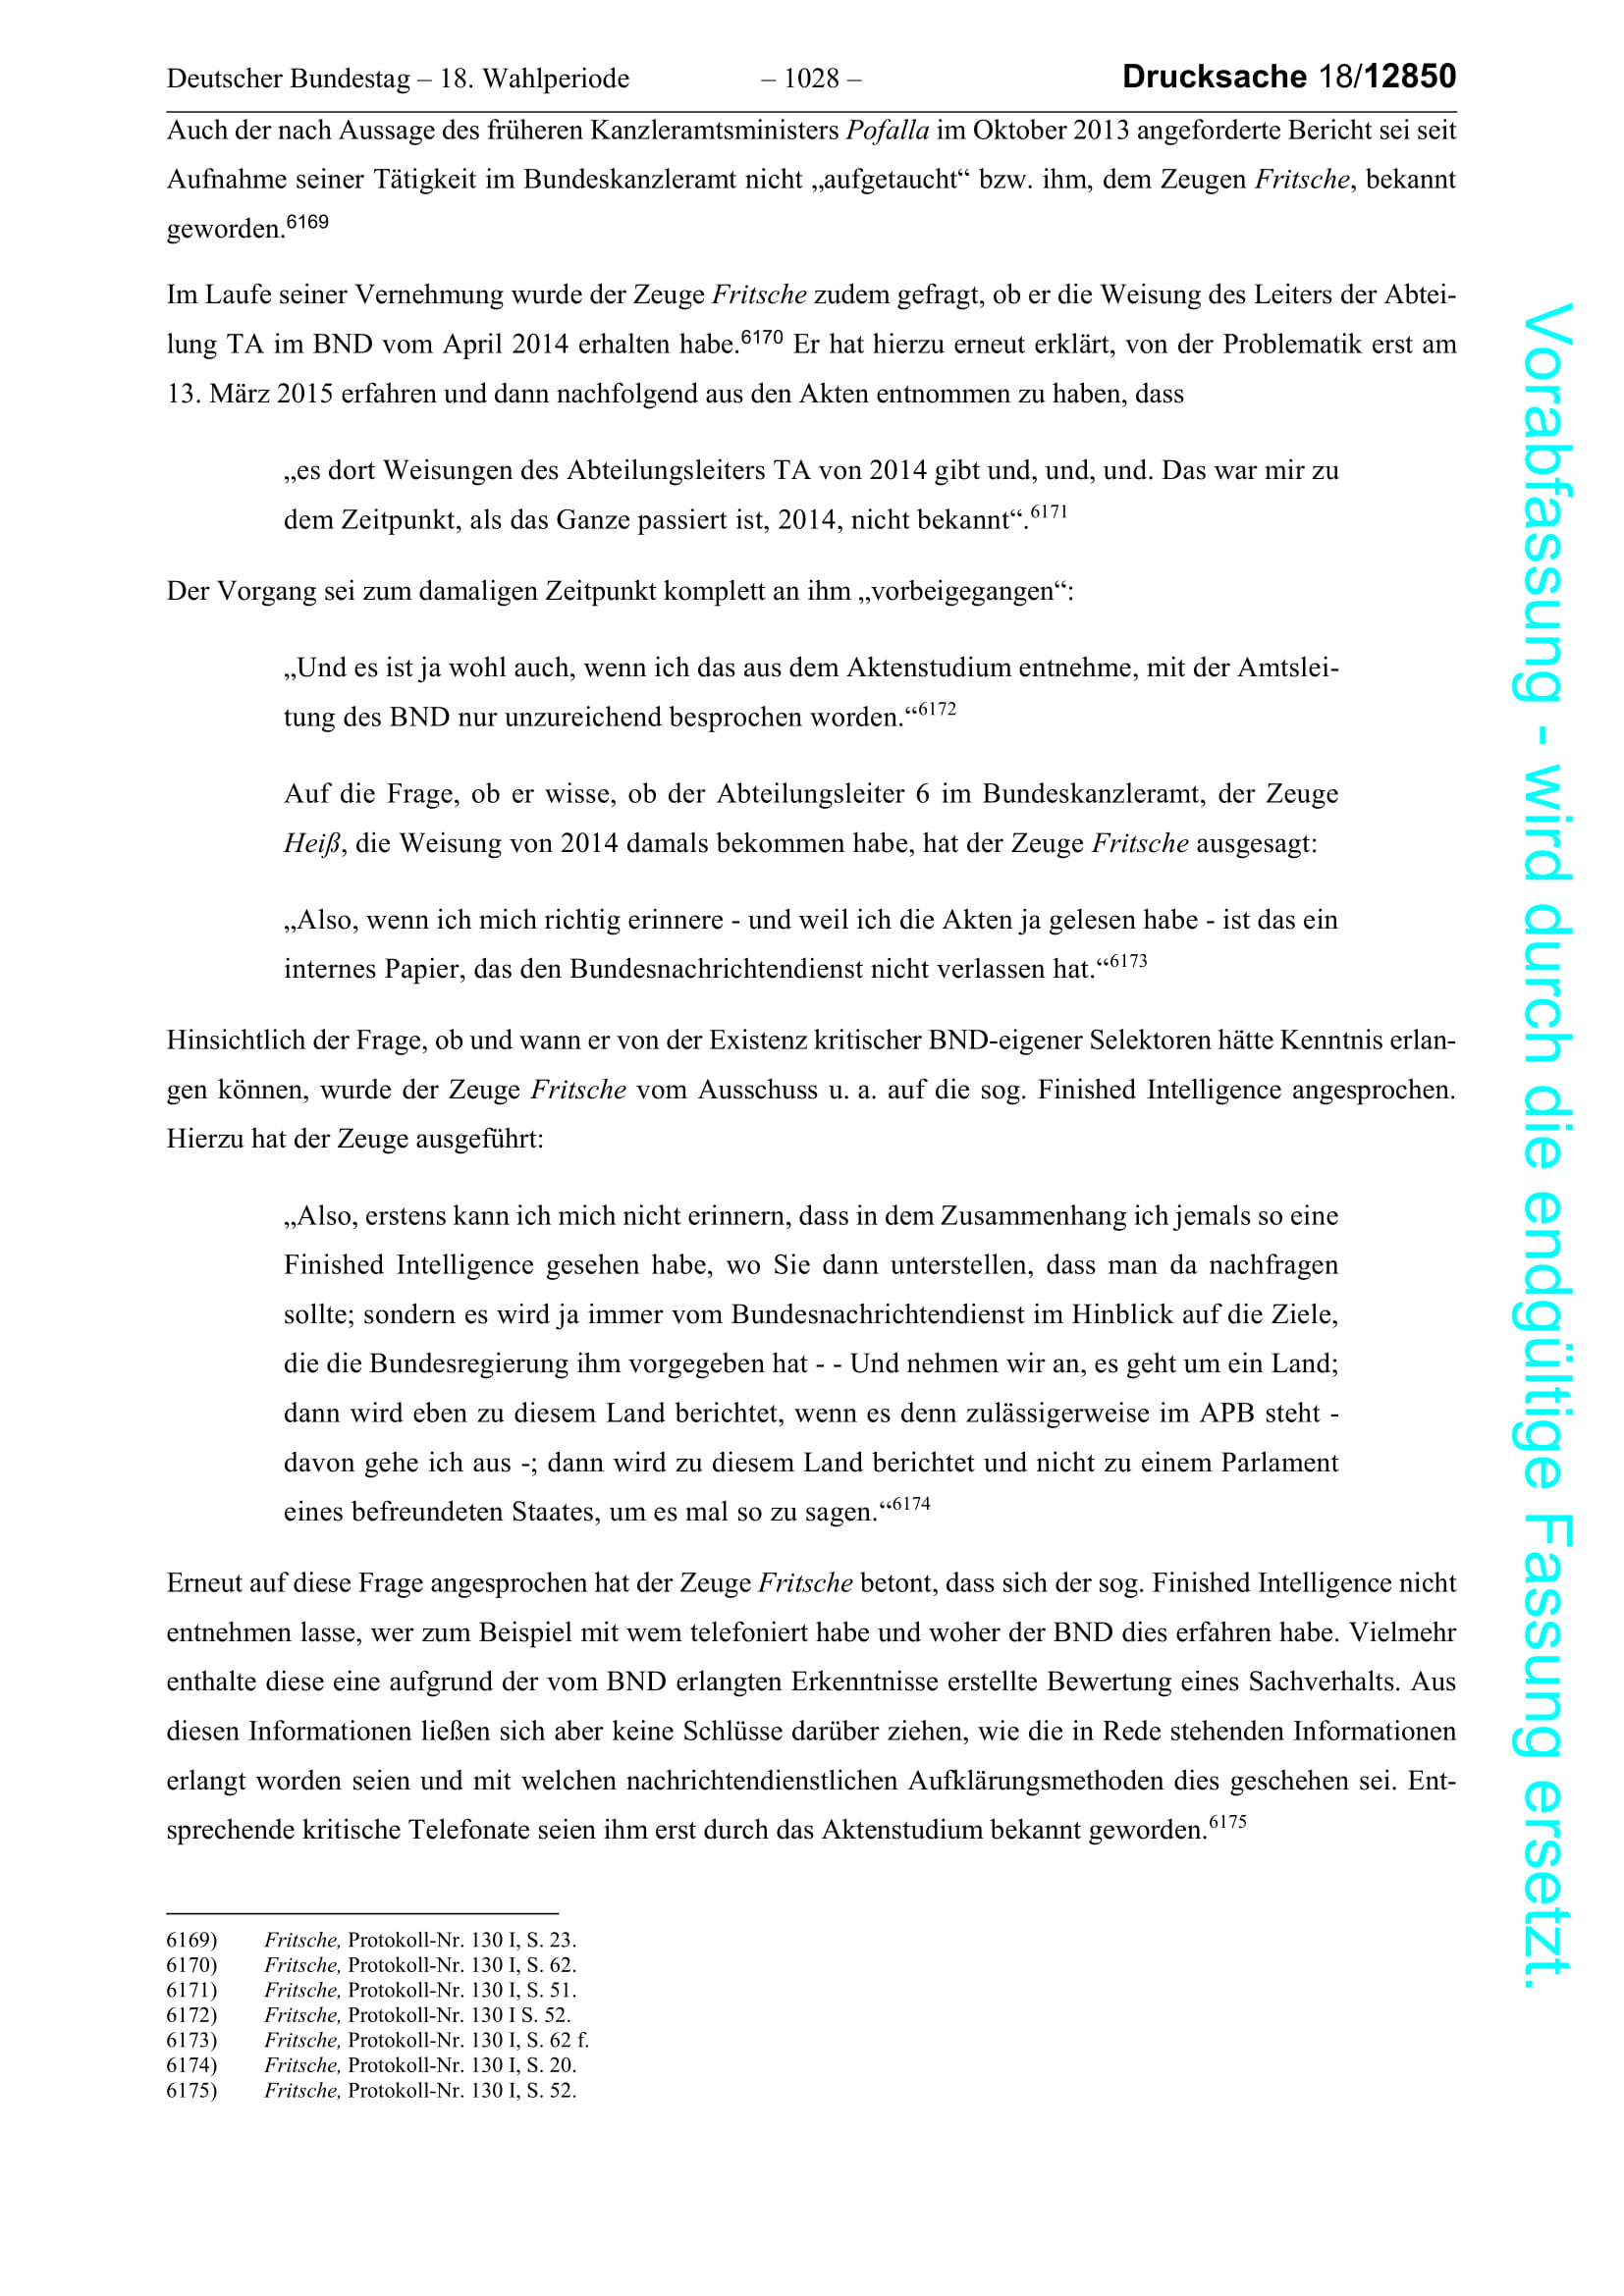 Deutscher Bundestag – 18. Wahlperiode – 1028 – Drucksache 18/12850
Auch der nach Aussage des früheren Kanzleramtsministers Pofalla im Oktober 2013 angeforderte Bericht sei seit
Aufnahme seiner Tätigkeit im Bundeskanzleramt nicht „aufgetaucht“ bzw. ihm, dem Zeugen Fritsche, bekannt
geworden.6169
Im Laufe seiner Vernehmung wurde der Zeuge Fritsche zudem gefragt, ob er die Weisung des Leiters der Abtei-
lung TA im BND vom April 2014 erhalten habe.6170 Er hat hierzu erneut erklärt, von der Problematik erst am
13. März 2015 erfahren und dann nachfolgend aus den Akten entnommen zu haben, dass
„es dort Weisungen des Abteilungsleiters TA von 2014 gibt und, und, und. Das war mir zu
dem Zeitpunkt, als das Ganze passiert ist, 2014, nicht bekannt“.6171
Der Vorgang sei zum damaligen Zeitpunkt komplett an ihm „vorbeigegangen“:
„Und es ist ja wohl auch, wenn ich das aus dem Aktenstudium entnehme, mit der Amtslei-
tung des BND nur unzureichend besprochen worden.“6172
Auf die Frage, ob er wisse, ob der Abteilungsleiter 6 im Bundeskanzleramt, der Zeuge
Heiß, die Weisung von 2014 damals bekommen habe, hat der Zeuge Fritsche ausgesagt:
„Also, wenn ich mich richtig erinnere - und weil ich die Akten ja gelesen habe - ist das ein
internes Papier, das den Bundesnachrichtendienst nicht verlassen hat.“6173
Hinsichtlich der Frage, ob und wann er von der Existenz kritischer BND-eigener Selektoren hätte Kenntnis erlan-
gen können, wurde der Zeuge Fritsche vom Ausschuss u. a. auf die sog. Finished Intelligence angesprochen.
Hierzu hat der Zeuge ausgeführt:
„Also, erstens kann ich mich nicht erinnern, dass in dem Zusammenhang ich jemals so eine
Finished Intelligence gesehen habe, wo Sie dann unterstellen, dass man da nachfragen
sollte; sondern es wird ja immer vom Bundesnachrichtendienst im Hinblick auf die Ziele,
die die Bundesregierung ihm vorgegeben hat - - Und nehmen wir an, es geht um ein Land;
dann wird eben zu diesem Land berichtet, wenn es denn zulässigerweise im APB steht -
davon gehe ich aus -; dann wird zu diesem Land berichtet und nicht zu einem Parlament
eines befreundeten Staates, um es mal so zu sagen.“6174
Erneut auf diese Frage angesprochen hat der Zeuge Fritsche betont, dass sich der sog. Finished Intelligence nicht
entnehmen lasse, wer zum Beispiel mit wem telefoniert habe und woher der BND dies erfahren habe. Vielmehr
enthalte diese eine aufgrund der vom BND erlangten Erkenntnisse erstellte Bewertung eines Sachverhalts. Aus
diesen Informationen ließen sich aber keine Schlüsse darüber ziehen, wie die in Rede stehenden Informationen
erlangt worden seien und mit welchen nachrichtendienstlichen Aufklärungsmethoden dies geschehen sei. Ent-
sprechende kritische Telefonate seien ihm erst durch das Aktenstudium bekannt geworden.6175
6169) Fritsche, Protokoll-Nr. 130 I, S. 23.
6170) Fritsche, Protokoll-Nr. 130 I, S. 62.
6171) Fritsche, Protokoll-Nr. 130 I, S. 51.
6172) Fritsche, Protokoll-Nr. 130 I S. 52.
6173) Fritsche, Protokoll-Nr. 130 I, S. 62 f.
6174) Fritsche, Protokoll-Nr. 130 I, S. 20.
6175) Fritsche, Protokoll-Nr. 130 I, S. 52.
Vorabfassung - wird durch die endgültige Fassung ersetzt.